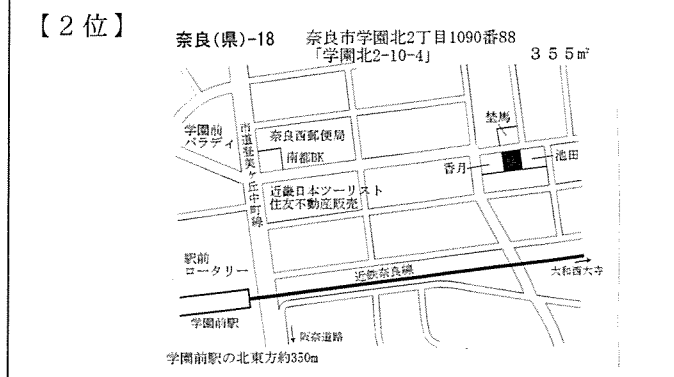 【２位】
奈良(県)-18 奈良市学園北2丁目1090番88
「学園北2-10-4」 ３５５㎡
学園前
パラディ
市道登美ヶ丘中町線
奈良西郵便局
南都BK
近畿日本ツーリスト
住友不動産販売
埜馬
香月
池田
駅前
ロータリー
近鉄奈良線
大和西大寺
学園前駅
阪奈道路
学園前駅の北東方約350m